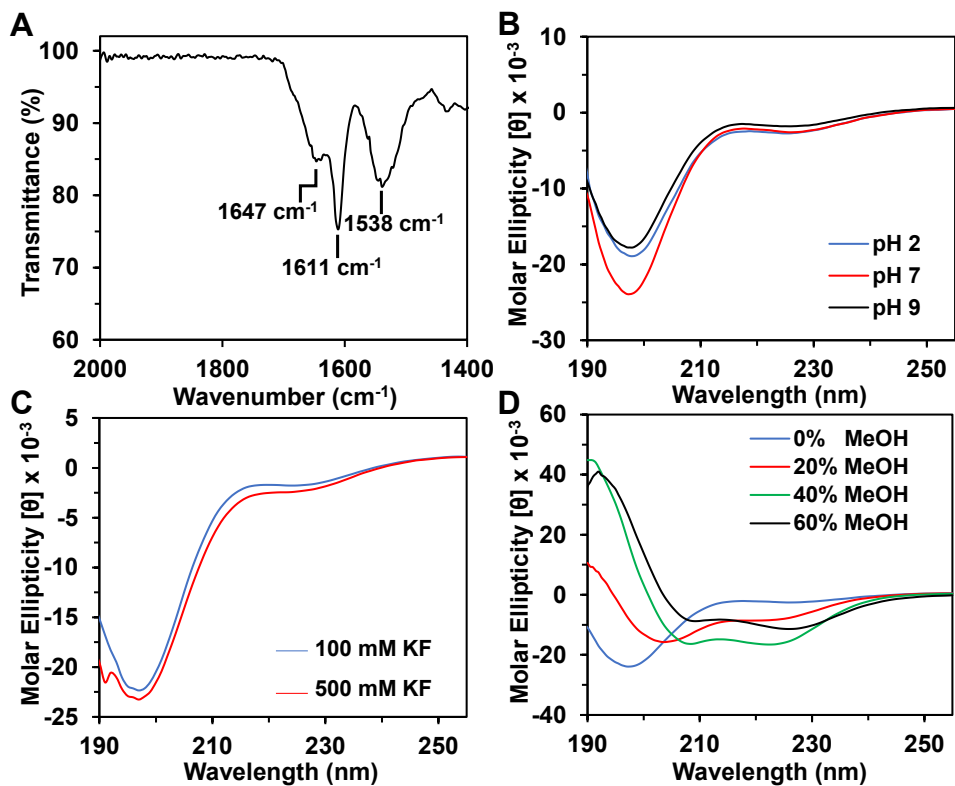 A
Transmittance (%)
100
90
80
70
60
1647 cm⁻¹
1538 cm⁻¹
1611 cm⁻¹
2000
1800
1600
1400
Wavenumber (cm⁻¹)
B
Molar Ellipticity [θ] x 10⁻³
0
-10
-20
-30
pH 2
pH 7
pH 9
190
210
230
250
Wavelength (nm)
C
Molar Ellipticity [θ] x 10⁻³
5
0
-5
-10
-15
-20
-25
100 mM KF
500 mM KF
190
210
230
250
Wavelength (nm)
D
Molar Ellipticity [θ] x 10⁻³
60
40
20
0
-20
-40
0% MeOH
20% MeOH
40% MeOH
60% MeOH
190
210
230
250
Wavelength (nm)